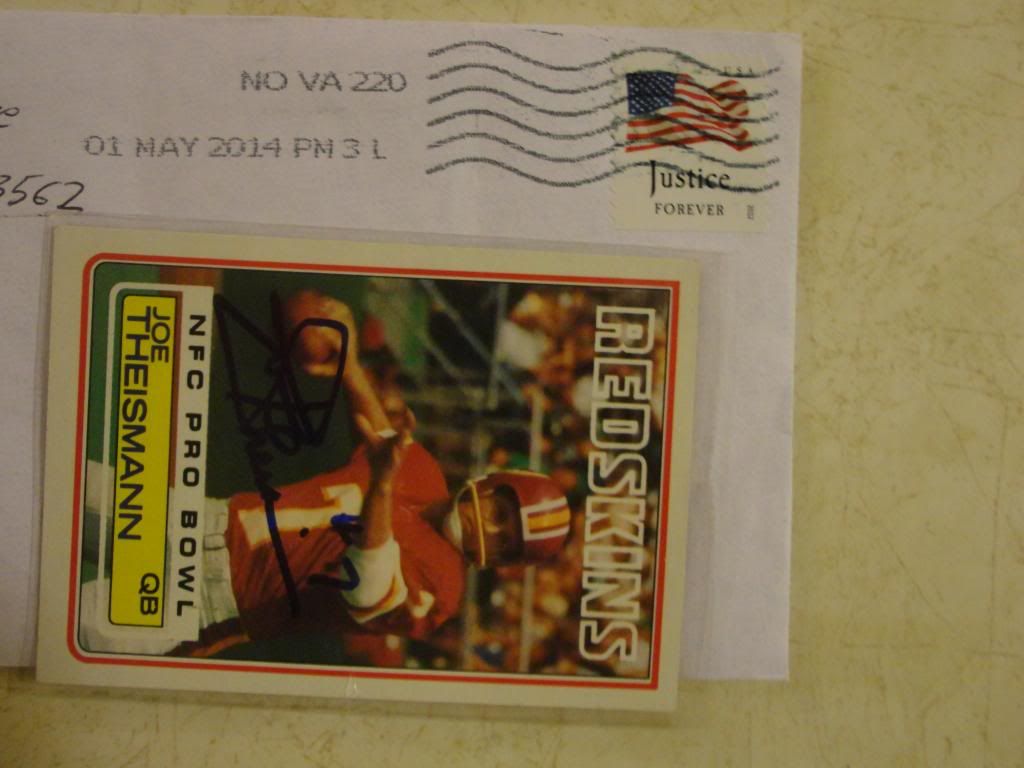 NO VA 220
01 MAY 2014 PM 3 L
USA
Justice
FOREVER
3562
REDSKINS
NFC PRO BOWL
JOE
THEISMANN QB
7